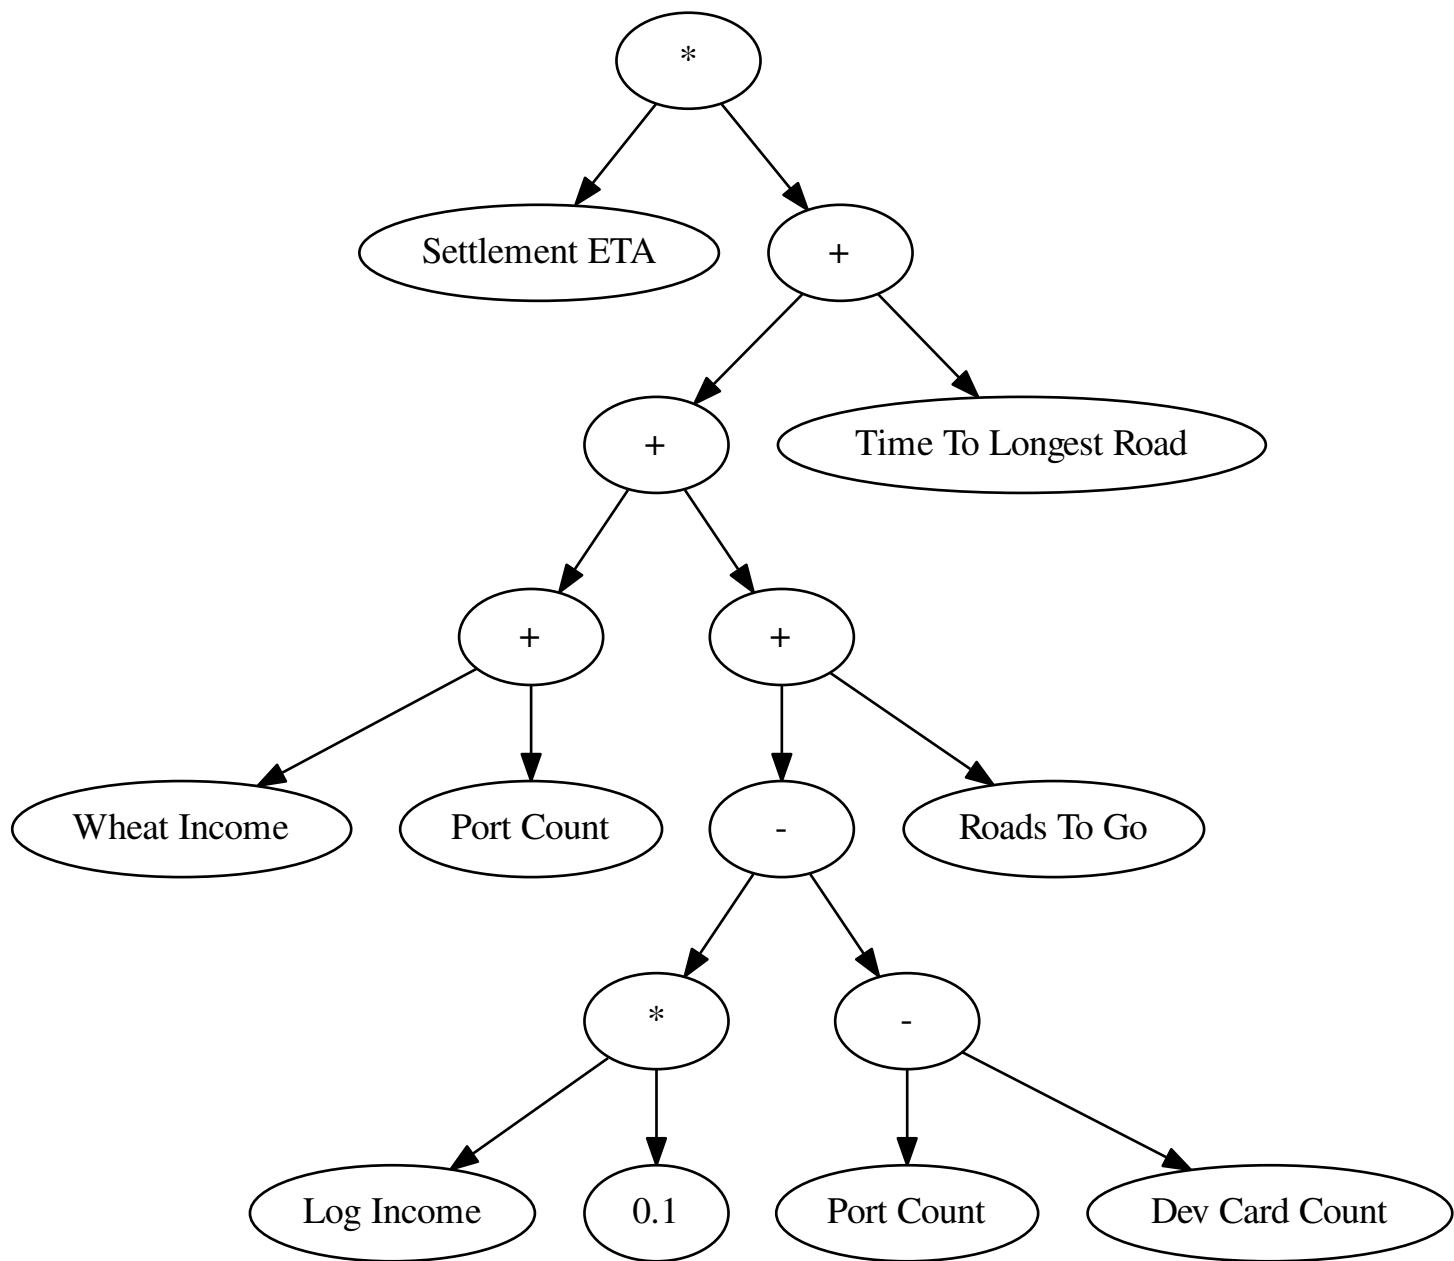 *
Settlement ETA
+
+
Time To Longest Road
+
+
Wheat Income
Port Count
-
Roads To Go
*
-
Log Income
0.1
Port Count
Dev Card Count